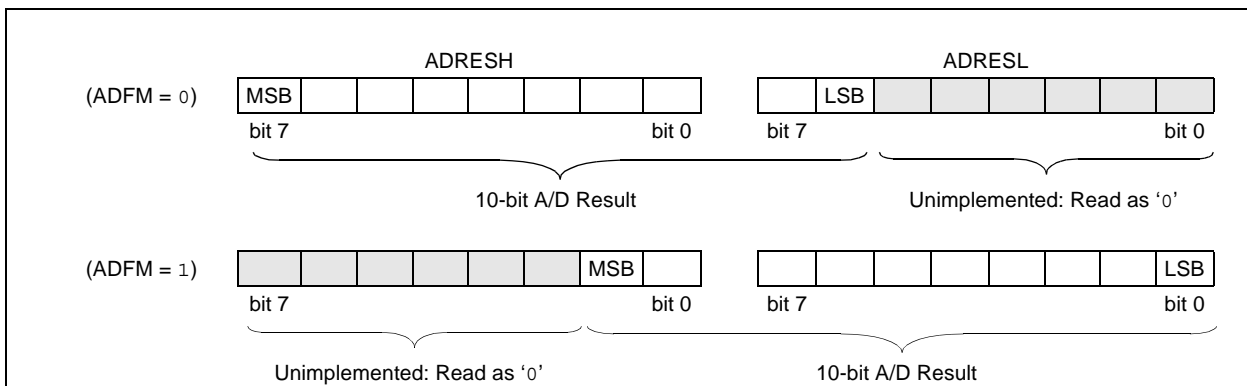 ADRESH ADRESL
(ADFM = 0) MSB LSB
bit 7 bit 0 bit 7 bit 0
10-bit A/D Result Unimplemented: Read as ‘0’
(ADFM = 1) MSB LSB
bit 7 bit 0 bit 7 bit 0
Unimplemented: Read as ‘0’ 10-bit A/D Result